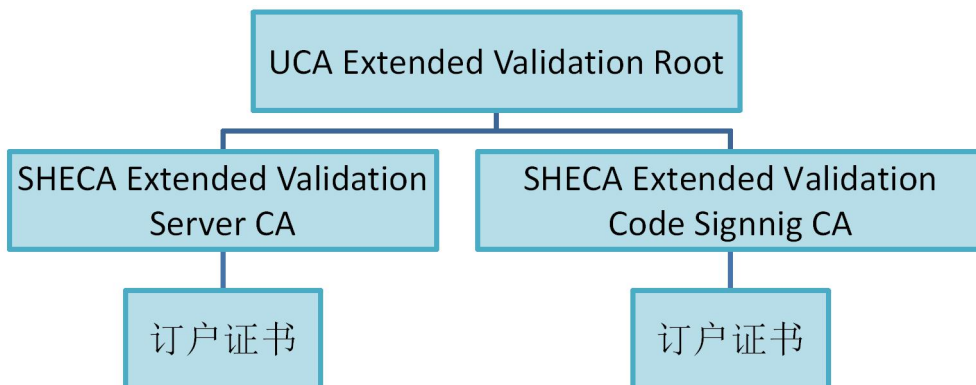 UCA Extended Validation Root
SHECA Extended Validation
Server CA
SHECA Extended Validation
Code Signnig CA
订户证书
订户证书